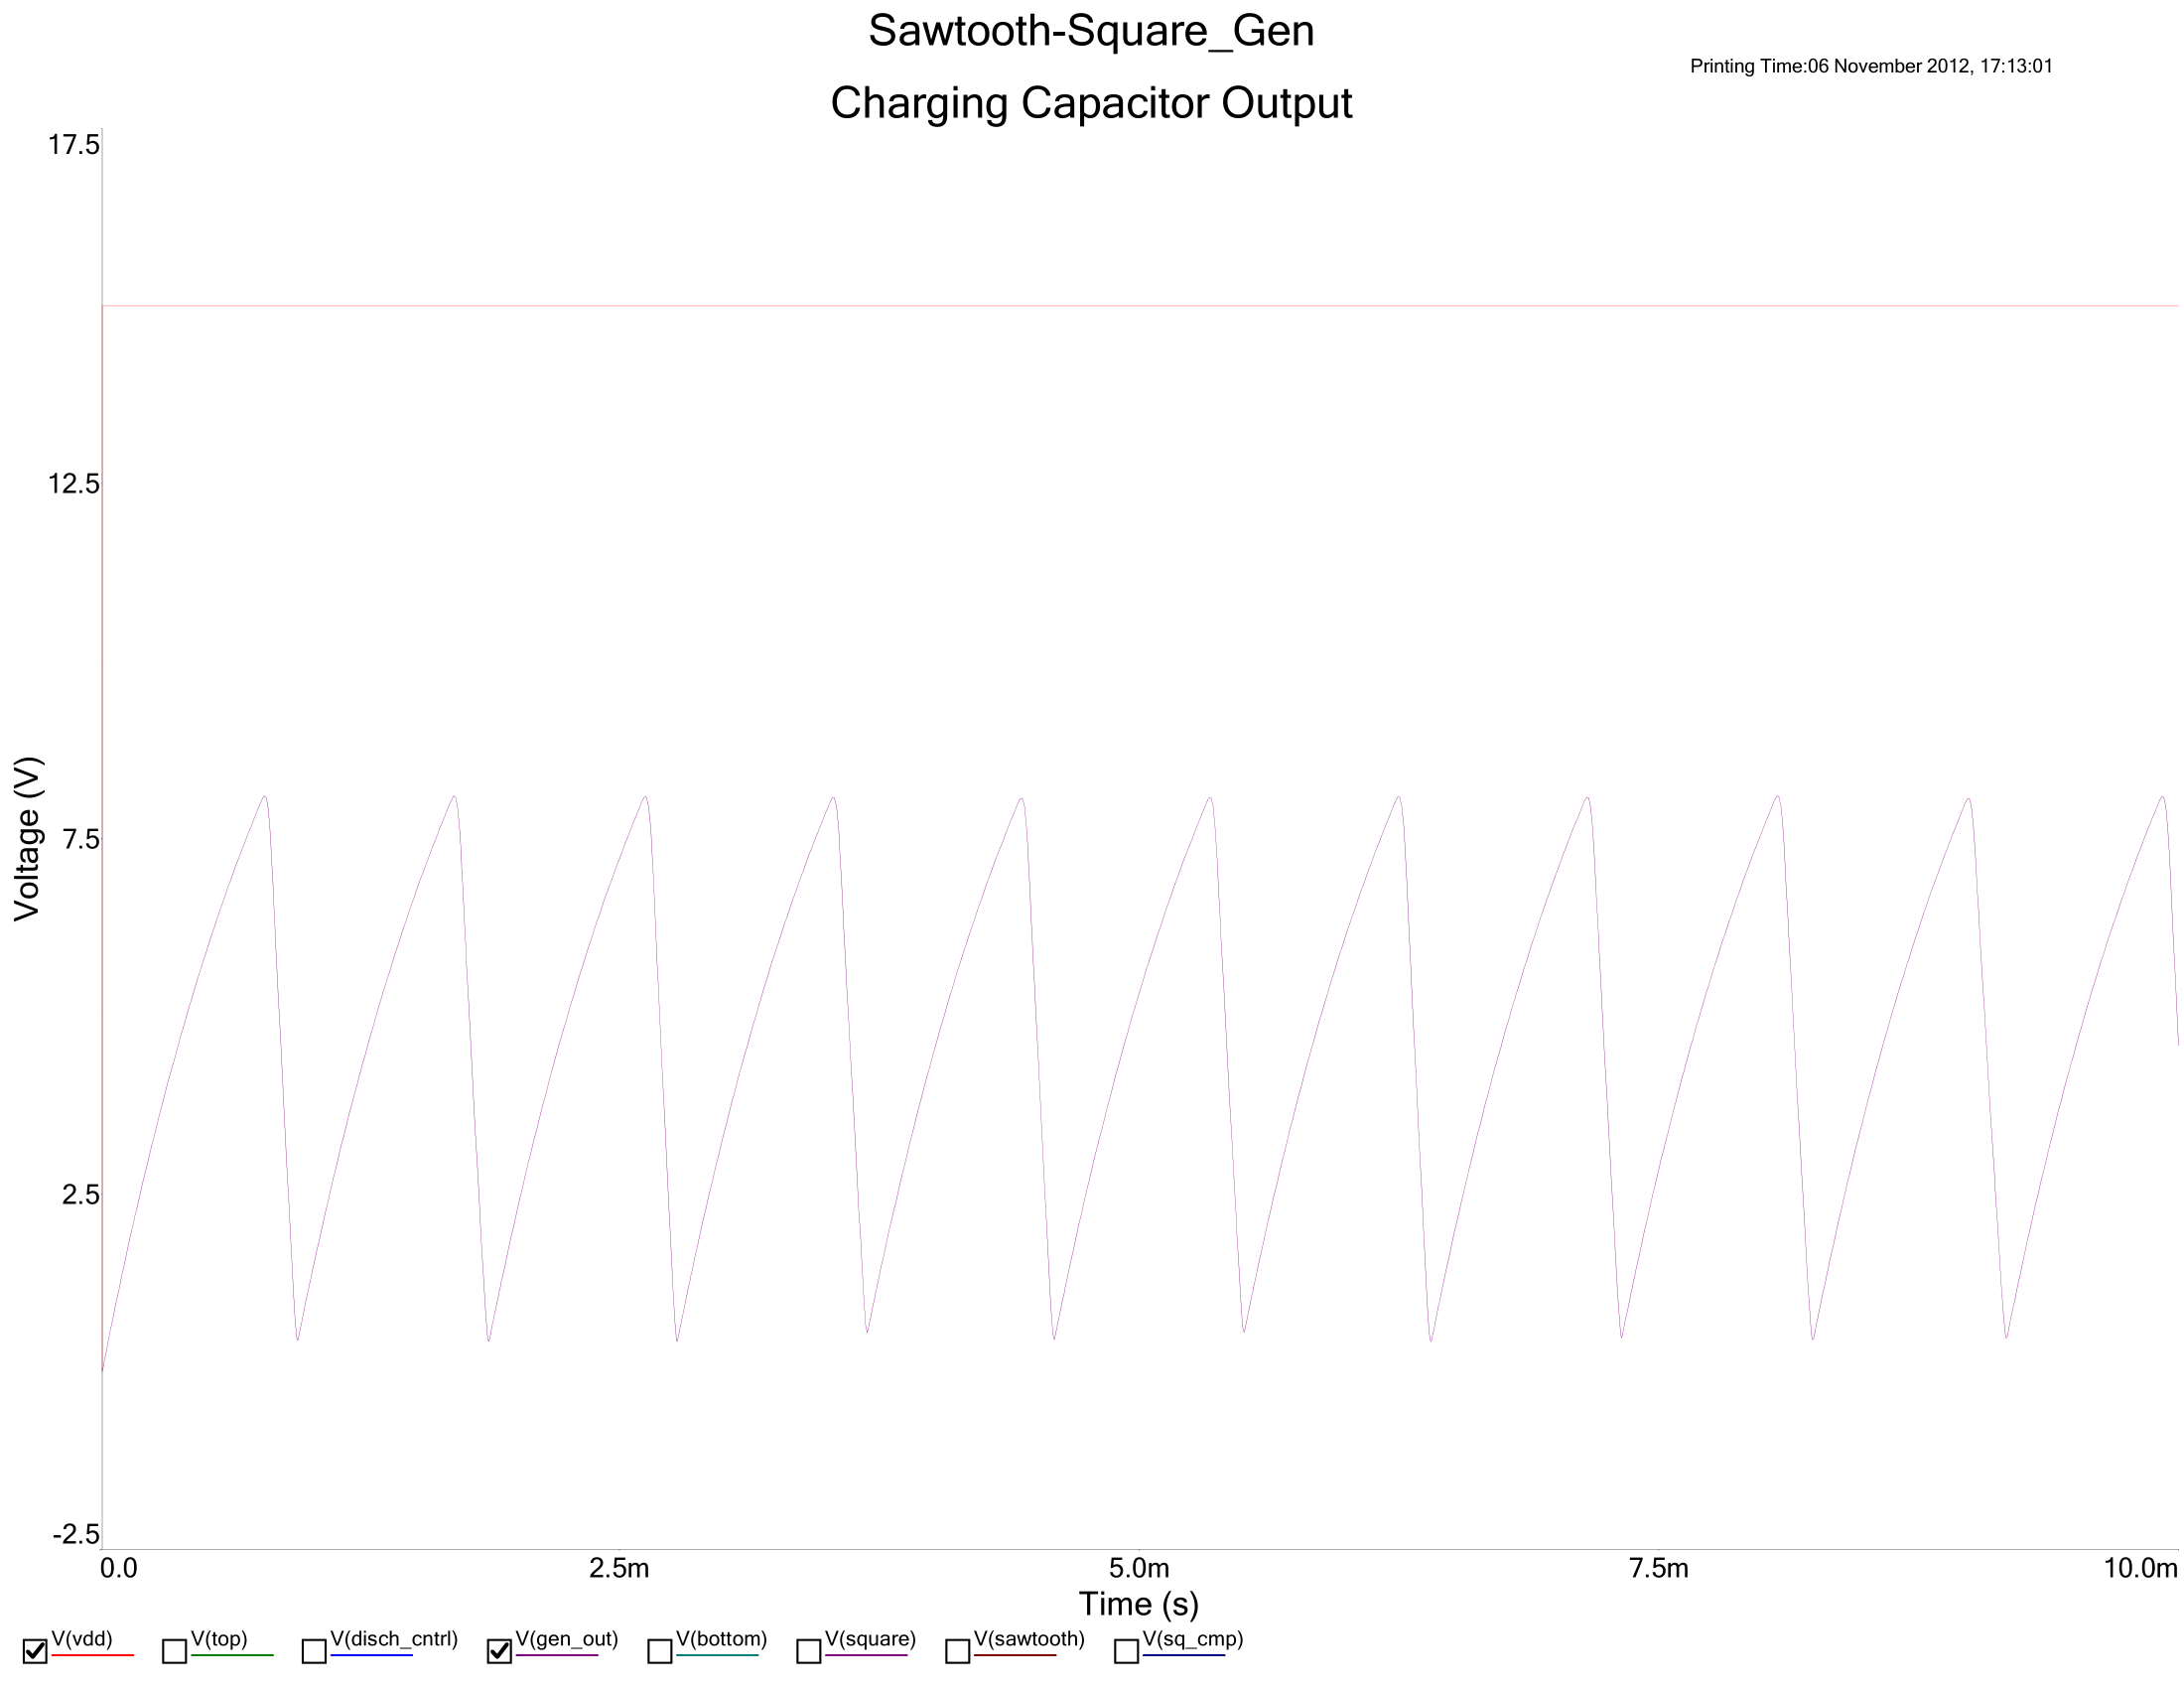 Sawtooth-Square_Gen
Printing Time:06 November 2012, 17:13:01
Charging Capacitor Output
17.5
12.5
Voltage (V)
7.5
2.5
-2.5
0.0 2.5m 5.0m 7.5m 10.0m
Time (s)
V(vdd) V(top) V(disch_cntrl) V(gen_out) V(bottom) V(square) V(sawtooth) V(sq_cmp)